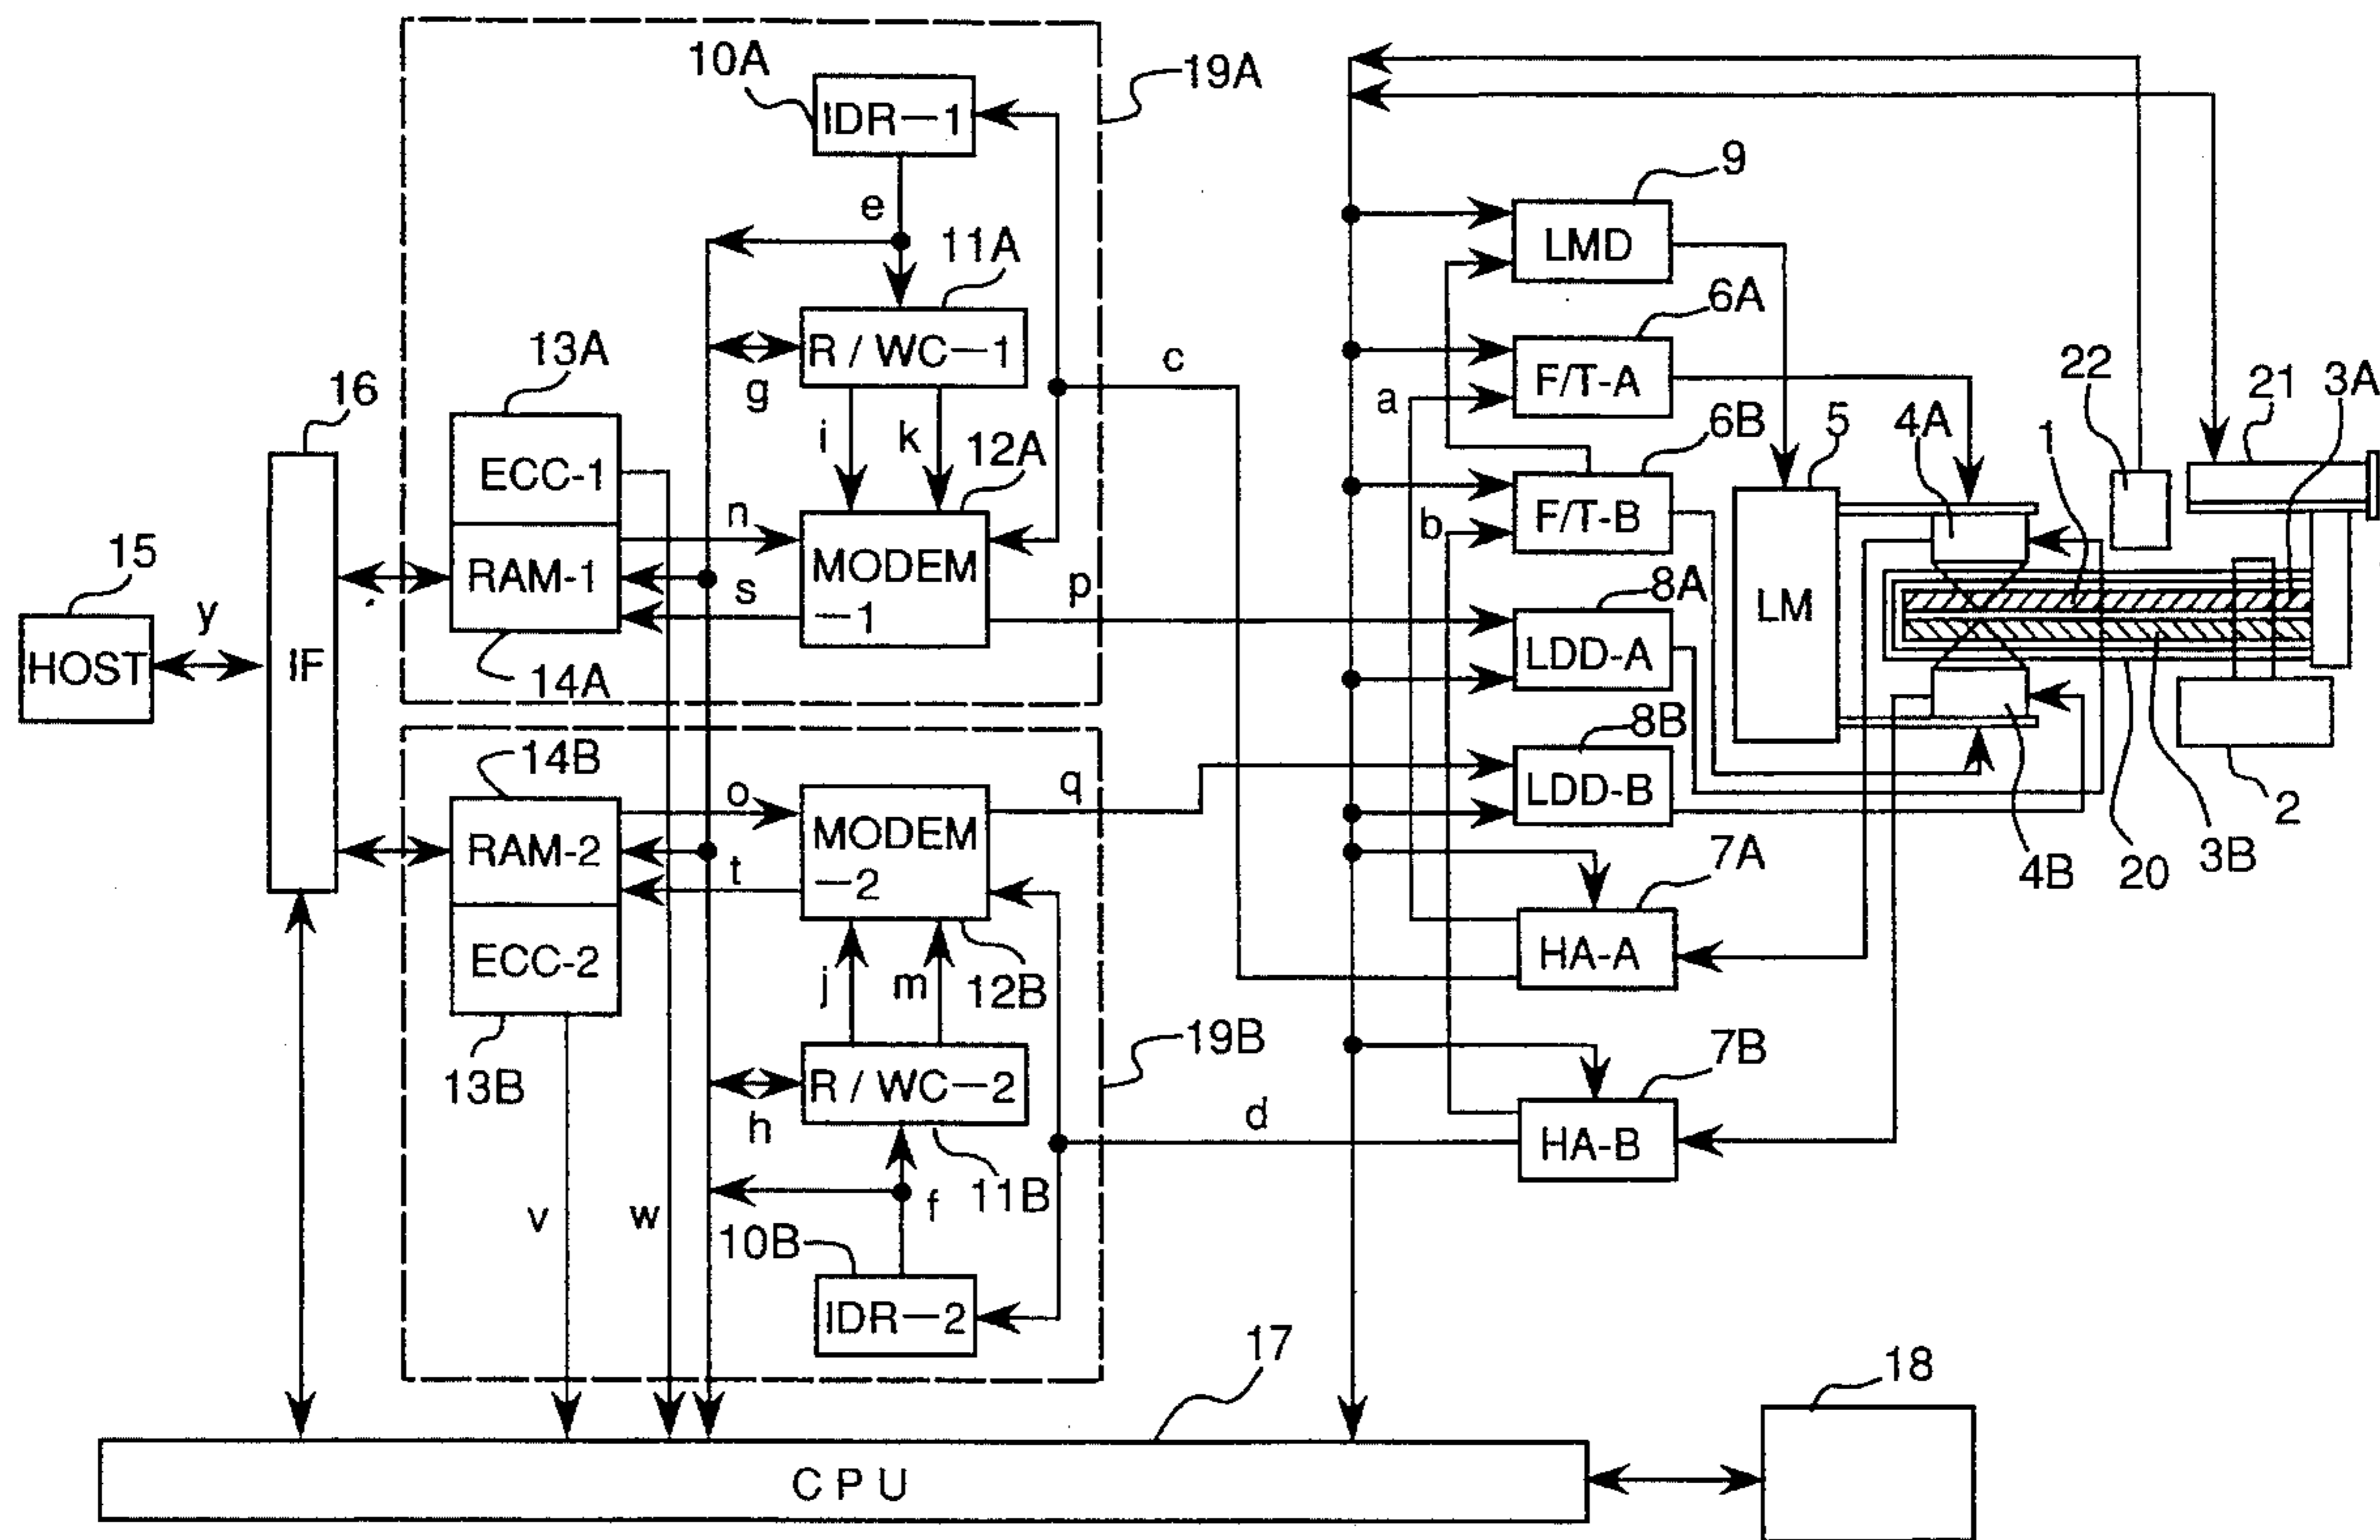 10A
IDR—1
19A
e
11A
R / WC—1
g
i
k
12A
13A
ECC-1
RAM-1
14A
n
s
MODEM
—1
p
c
16
IF
15
HOST
y
14B
RAM-2
ECC-2
13B
o
t
MODEM
—2
q
12B
j
m
R / WC—2
h
11B
f
10B
IDR—2
19B
d
v
w
9
LMD
6A
F/T-A
a
6B
F/T-B
b
8A
LDD-A
8B
LDD-B
7A
HA-A
7B
HA-B
5
LM
4A
1
22
21
3A
2
3B
20
4B
17
CPU
18